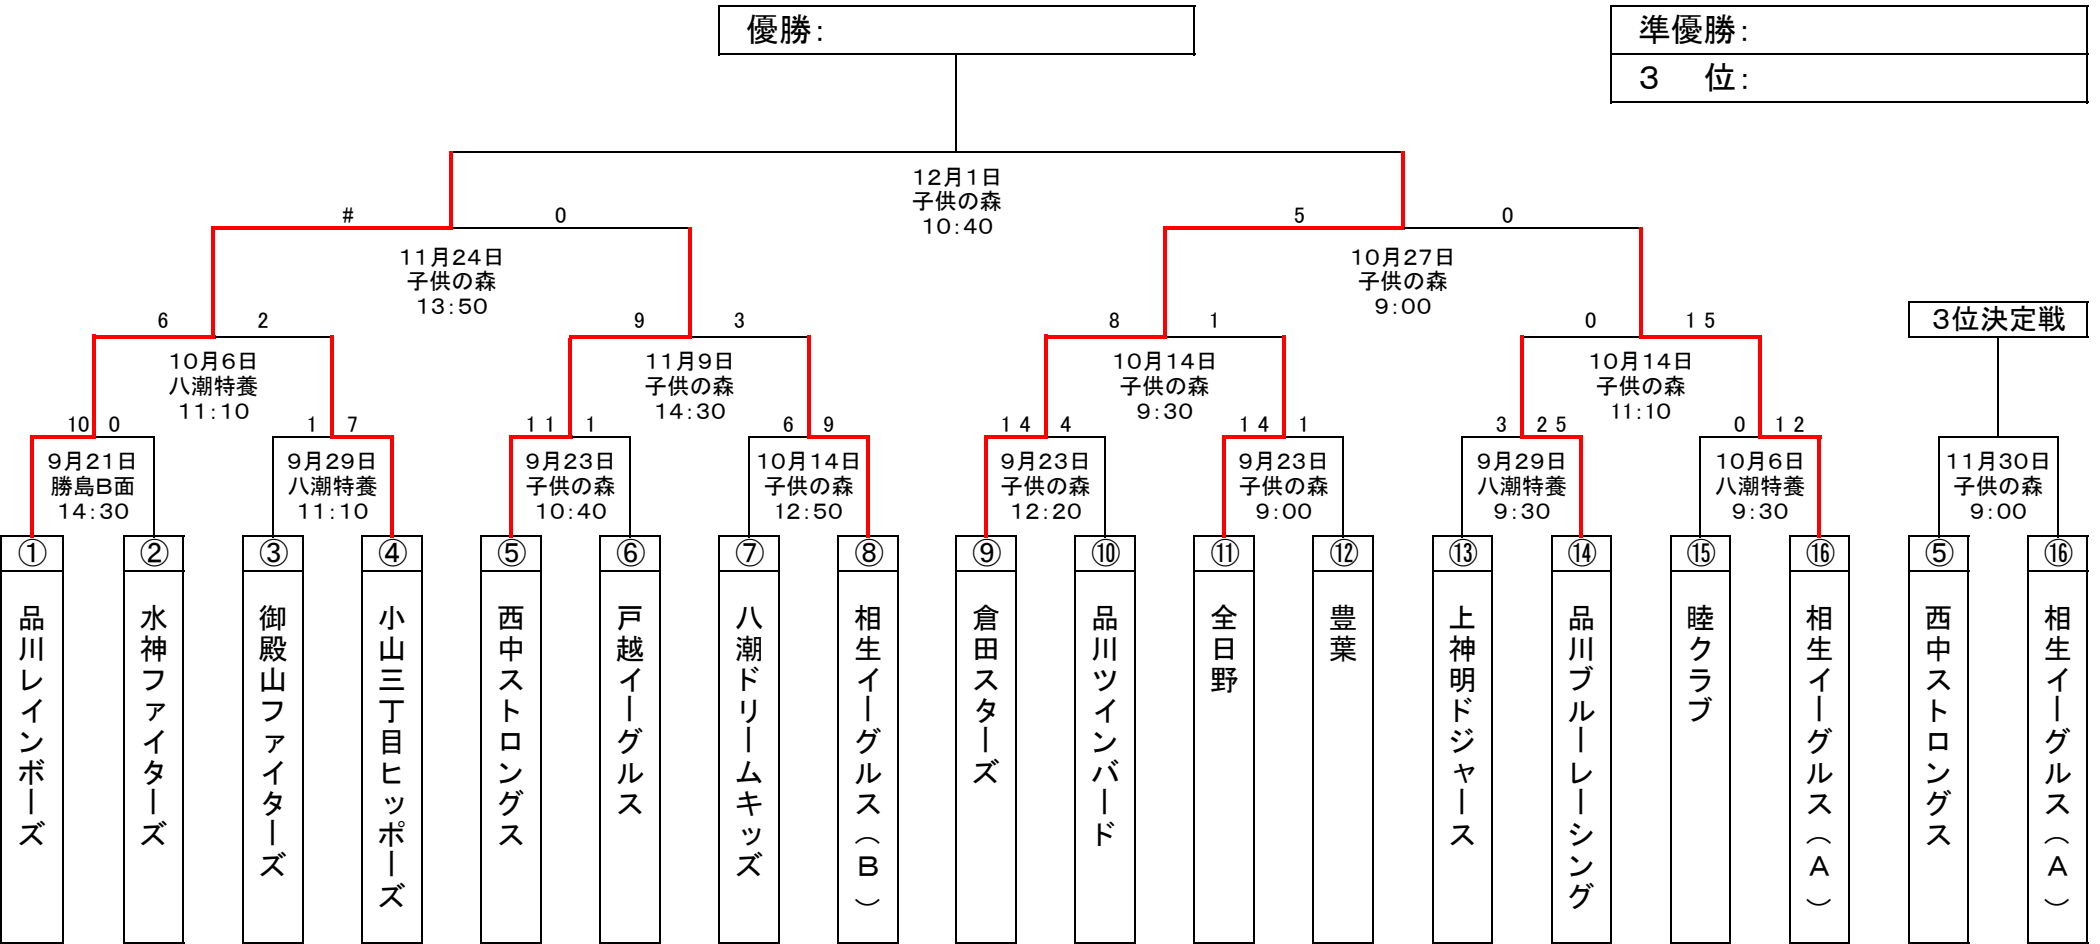 優勝：
準優勝：
３　位：
１２月１日
子供の森
１０：４０
#　０
５　０
１１月２４日
子供の森
１３：５０
１０月２７日
子供の森
９：００
６　２
９　３
８　１
０　１５
３位決定戦
１０月６日
八潮特養
１１：１０
１１月９日
子供の森
１４：３０
１０月１４日
子供の森
９：３０
１０月１４日
子供の森
１１：１０
10　０
１　７
１１　１
６　９
１４　４
１４　１
３　２５
０　１２
９月２１日
勝島Ｂ面
１４：３０
９月２９日
八潮特養
１１：１０
９月２３日
子供の森
１０：４０
１０月１４日
子供の森
１２：５０
９月２３日
子供の森
１２：２０
９月２３日
子供の森
９：００
９月２９日
八潮特養
９：３０
１０月６日
八潮特養
９：３０
１１月３０日
子供の森
９：００
①
品川レインボーズ
②
水神ファイターズ
③
御殿山ファイターズ
④
小山三丁目ヒッポーズ
⑤
西中ストロングス
⑥
戸越イーグルス
⑦
八潮ドリームキッズ
⑧
相生イーグルス（Ｂ）
⑨
倉田スターズ
⑩
品川ツインバード
⑪
全日野
⑫
豊葉
⑬
上神明ドジャース
⑭
品川ブルーレーシング
⑮
睦クラブ
⑯
相生イーグルス（Ａ）
⑤
西中ストロングス
⑯
相生イーグルス（Ａ）